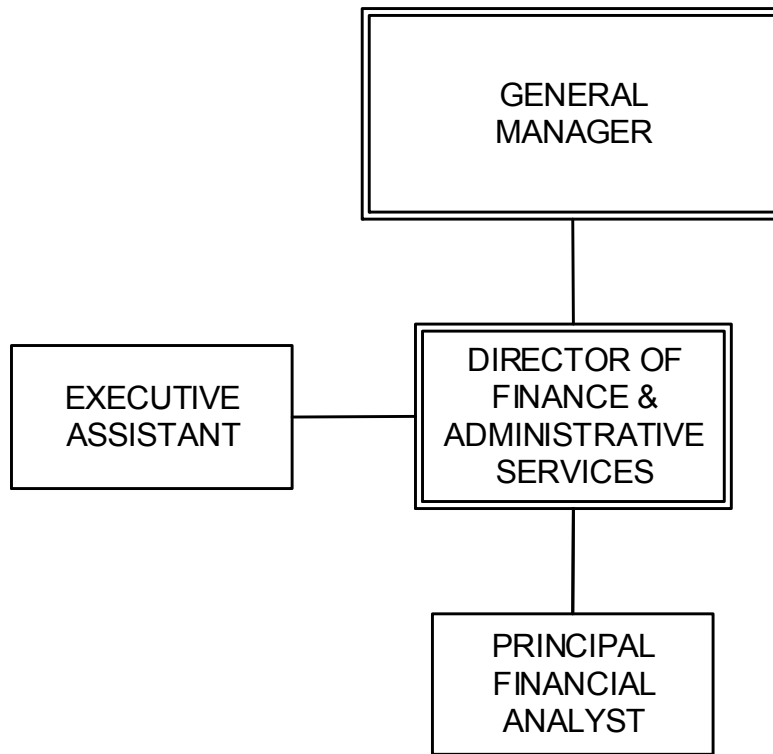 GENERAL
MANAGER
EXECUTIVE
ASSISTANT
DIRECTOR OF
FINANCE &
ADMINISTRATIVE
SERVICES
PRINCIPAL
FINANCIAL
ANALYST